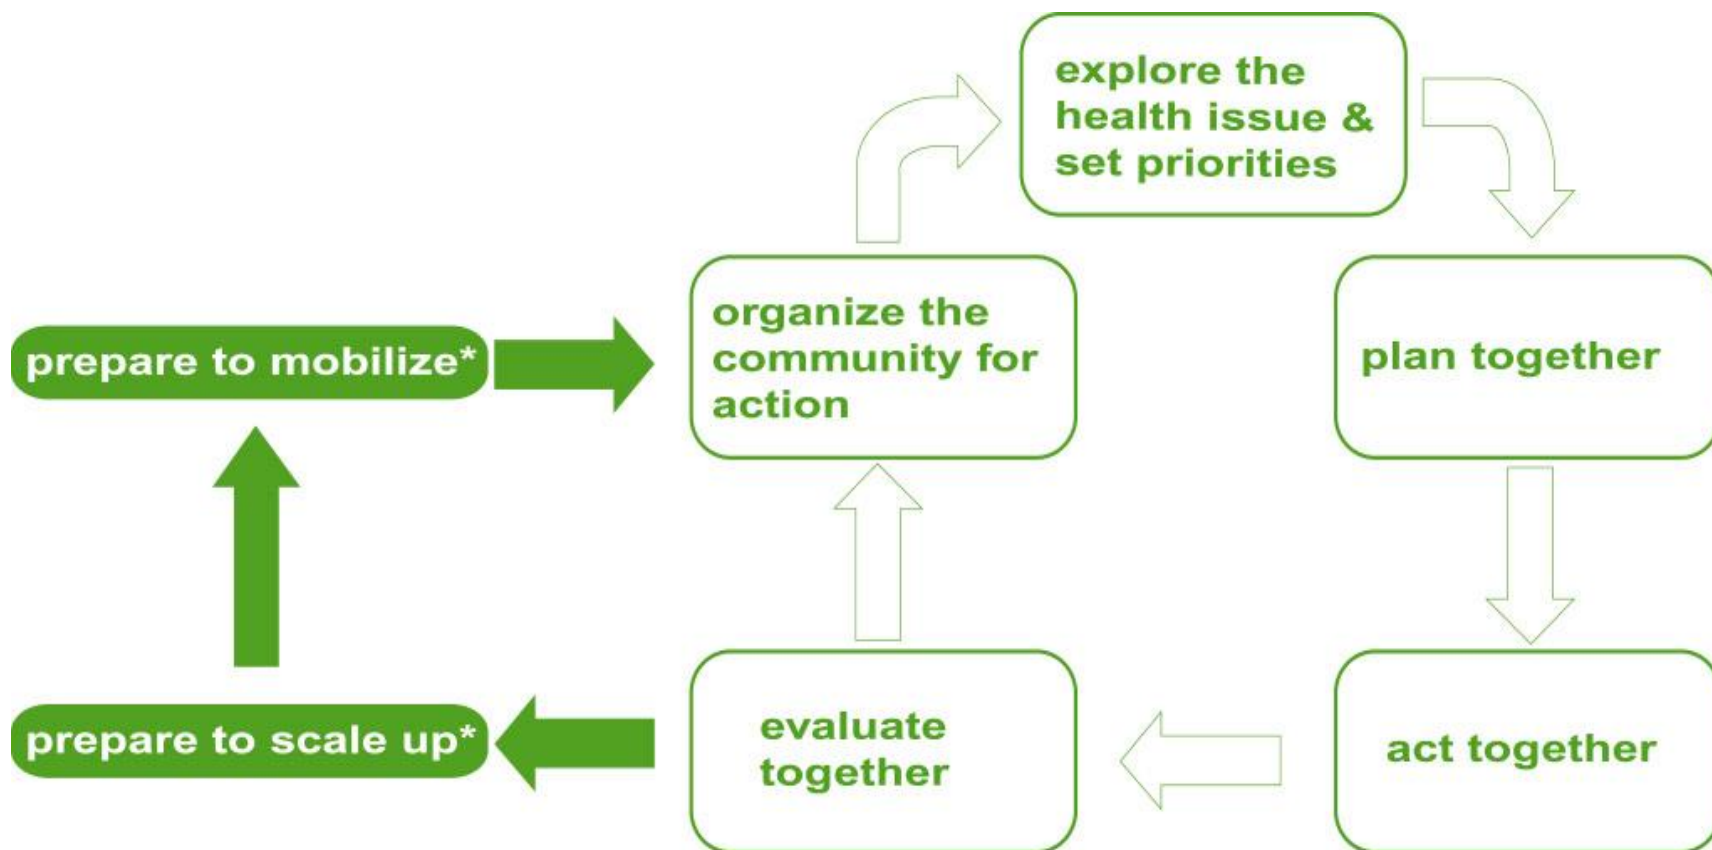 explore the
health issue &
set priorities
prepare to mobilize*
organize the
community for
action
plan together
prepare to scale up*
evaluate
together
act together